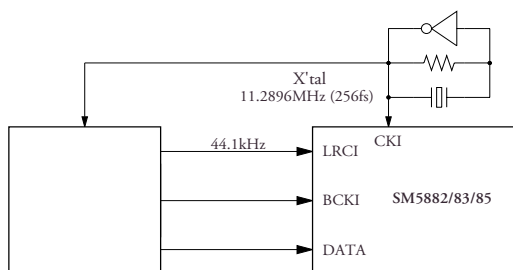 X'tal
11.2896MHz (256fs)
CKI
44.1kHz
LRCI
BCKI
SM5882/83/85
DATA